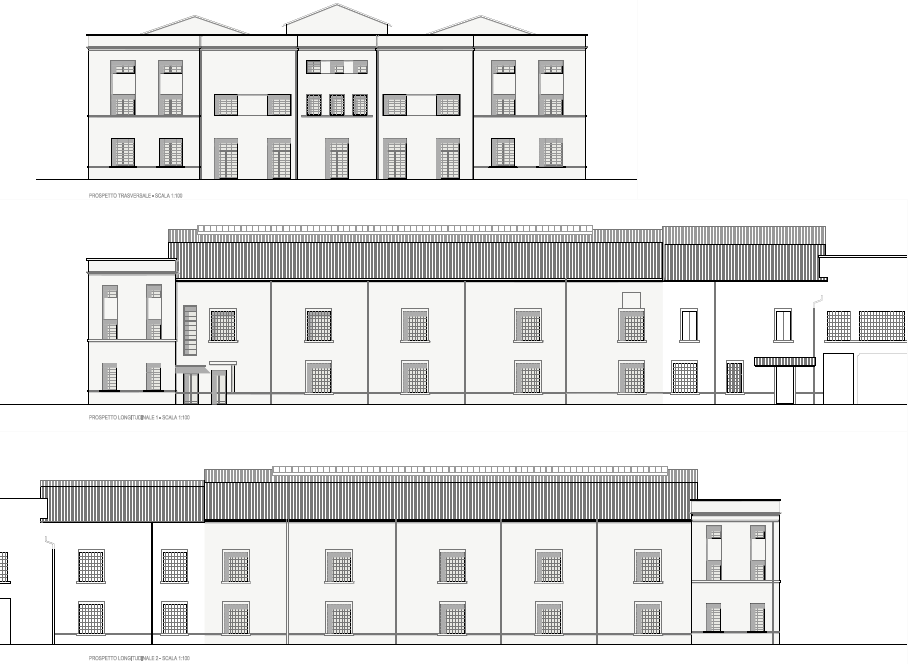 PROSPETTO TRASVERSALE • SCALA 1:100
PROSPETTO LONGITUDINALE 1 • SCALA 1:100
PROSPETTO LONGITUDINALE 2 • SCALA 1:100